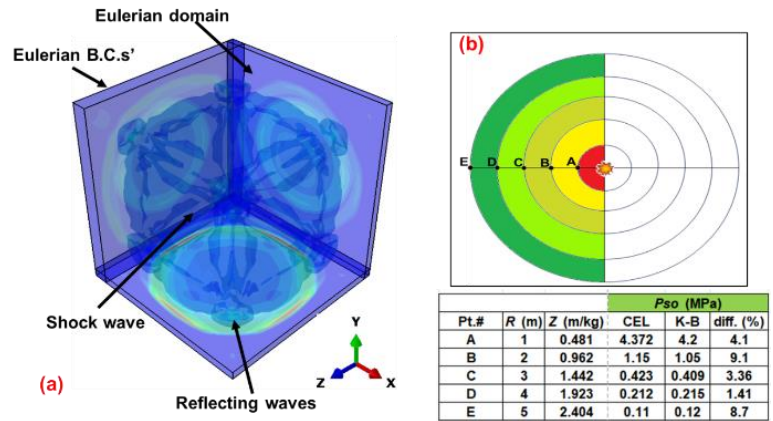 Eulerian domain
Eulerian B.C.s’
Shock wave
Reflecting waves
Y
Z
X
(a)
(b)
E D C B A
Pso (MPa)
Pt.# R (m) Z (m/kg) CEL K-B diff. (%)
A 1 0.481 4.372 4.2 4.1
B 2 0.962 1.15 1.05 9.1
C 3 1.442 0.423 0.409 3.36
D 4 1.923 0.212 0.215 1.41
E 5 2.404 0.11 0.12 8.7